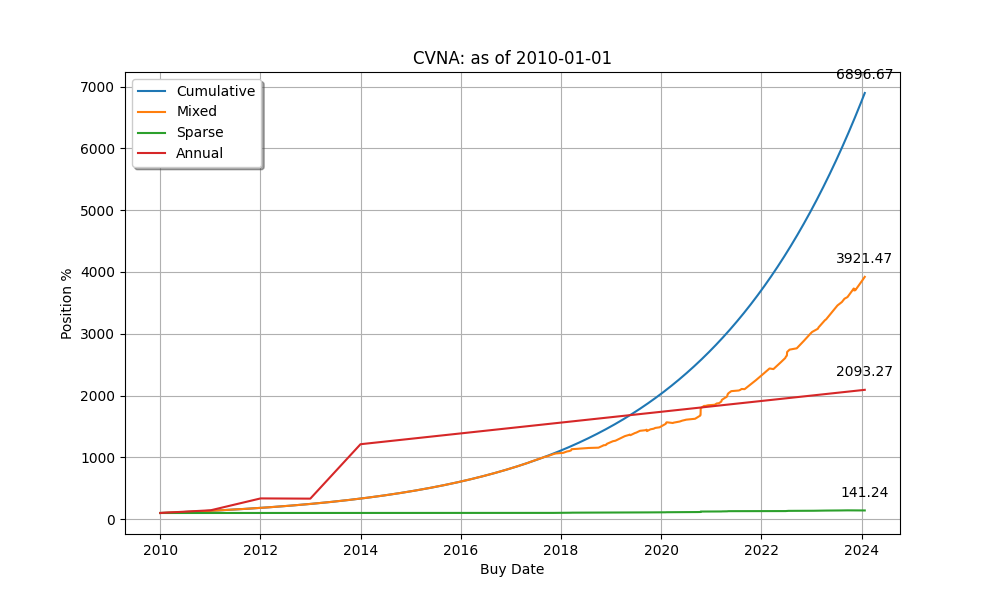 CVNA: as of 2010-01-01
6896.67
7000
Cumulative
Mixed
Sparse
Annual
6000
5000
3921.47
4000
Position %
3000
2093.27
2000
1000
141.24
0
2010 2012 2014 2016 2018 2020 2022 2024
Buy Date